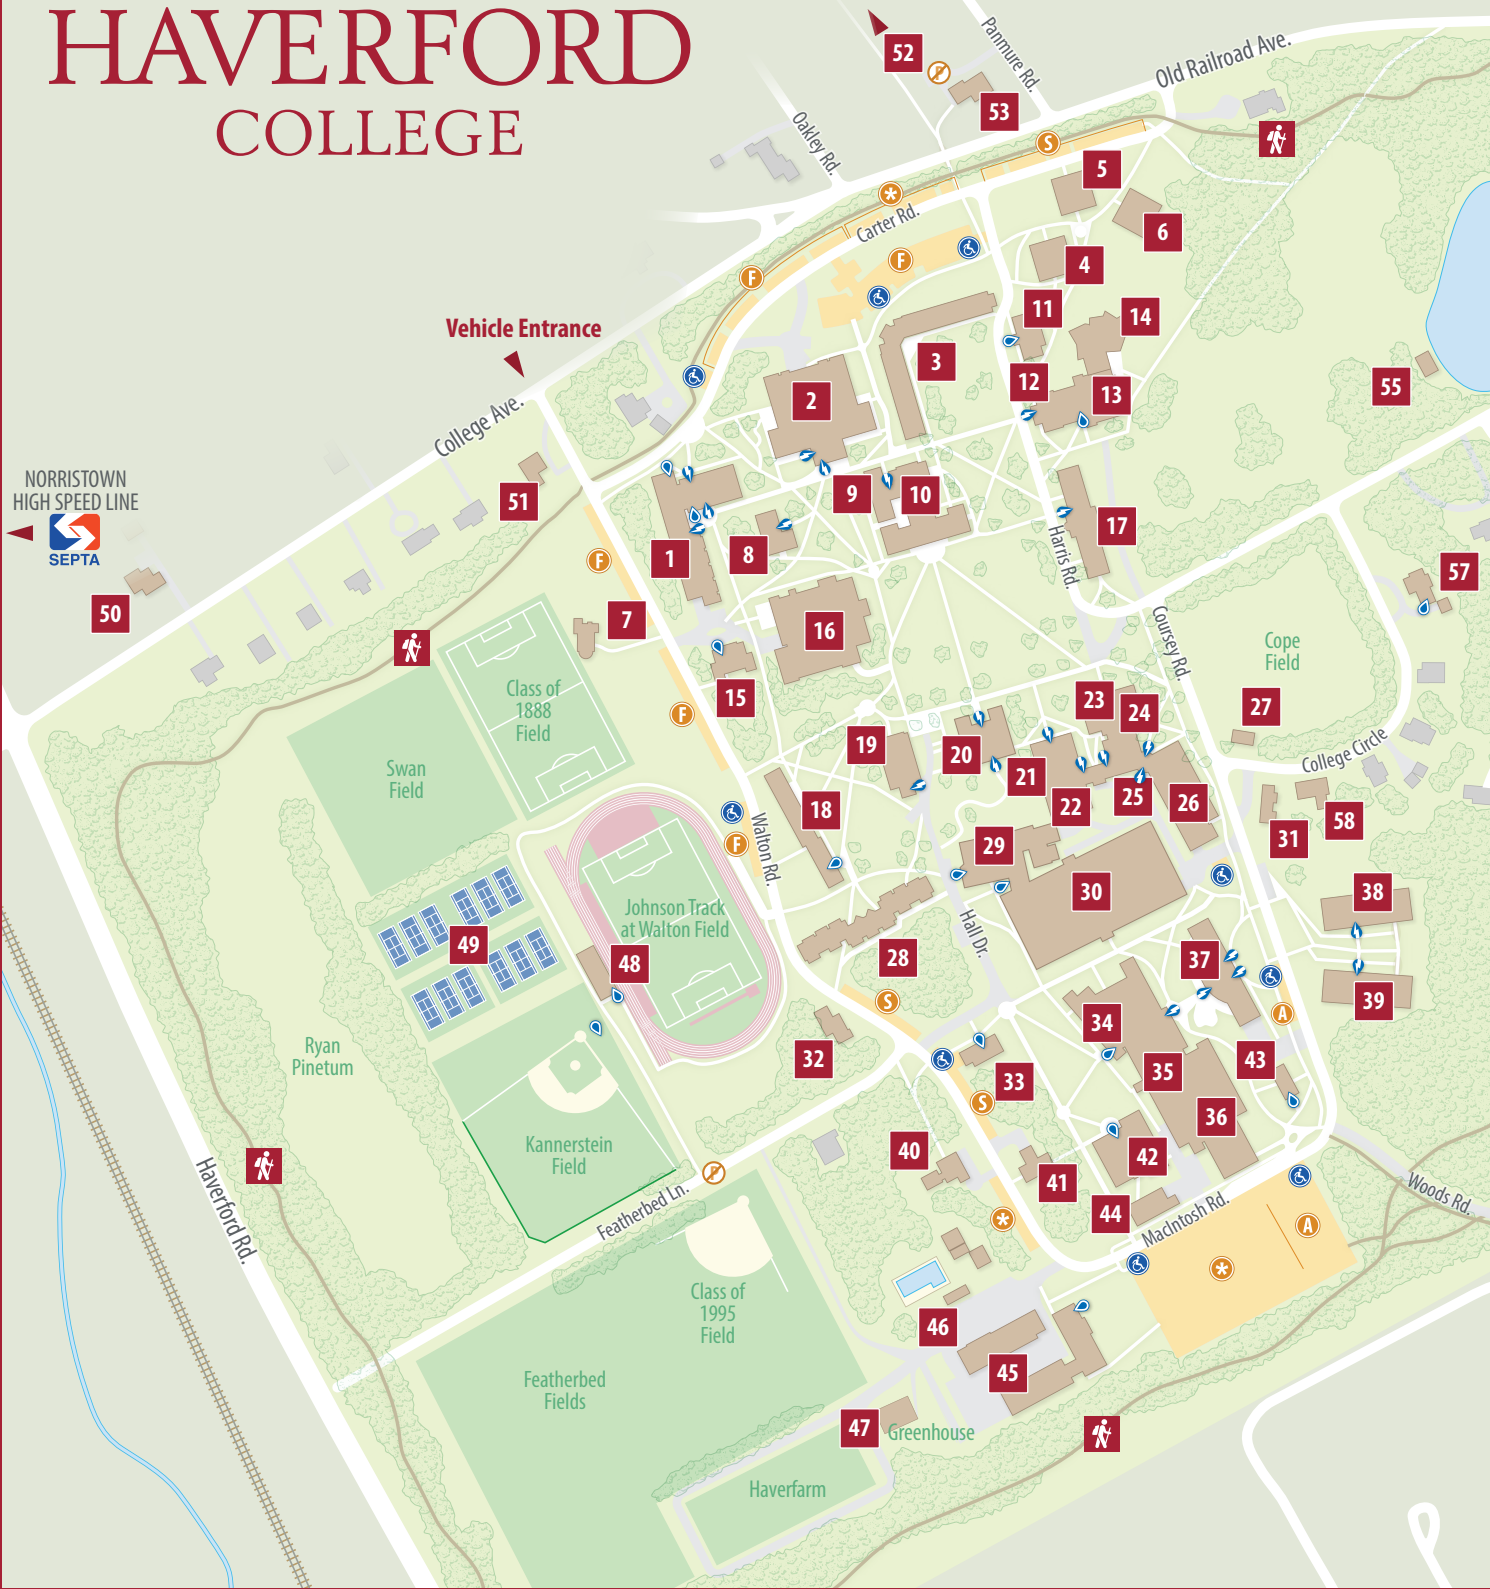 HAVERFORD
COLLEGE
52
53
Panmure Rd.
Old Railroad Ave.
Oakley Rd.
S
5
*
Carter Rd.
6
F
F
4
11
14
Vehicle Entrance
3
12
13
2
55
College Ave.
NORRISTOWN
HIGH SPEED LINE
SEPTA
51
9
10
17
F
1
8
Harris Rd.
57
50
7
16
Coursey Rd.
Cope
Field
Class of
1888
Field
15
F
23
24
27
19
20
College Circle
Swan
Field
21
25
26
22
18
58
31
Walton Rd.
F
29
30
38
Johnson Track
at Walton Field
49
48
Hall Dr.
28
37
39
S
A
34
Ryan
Pinetum
32
33
35
43
S
36
Kannerstein
Field
40
42
41
P
Haverford Rd.
Featherbed Ln.
44
MacIntosh Rd.
Woods Rd.
*
A
*
Class of
1995
Field
46
45
Featherbed
Fields
47
Greenhouse
Haverfarm
P